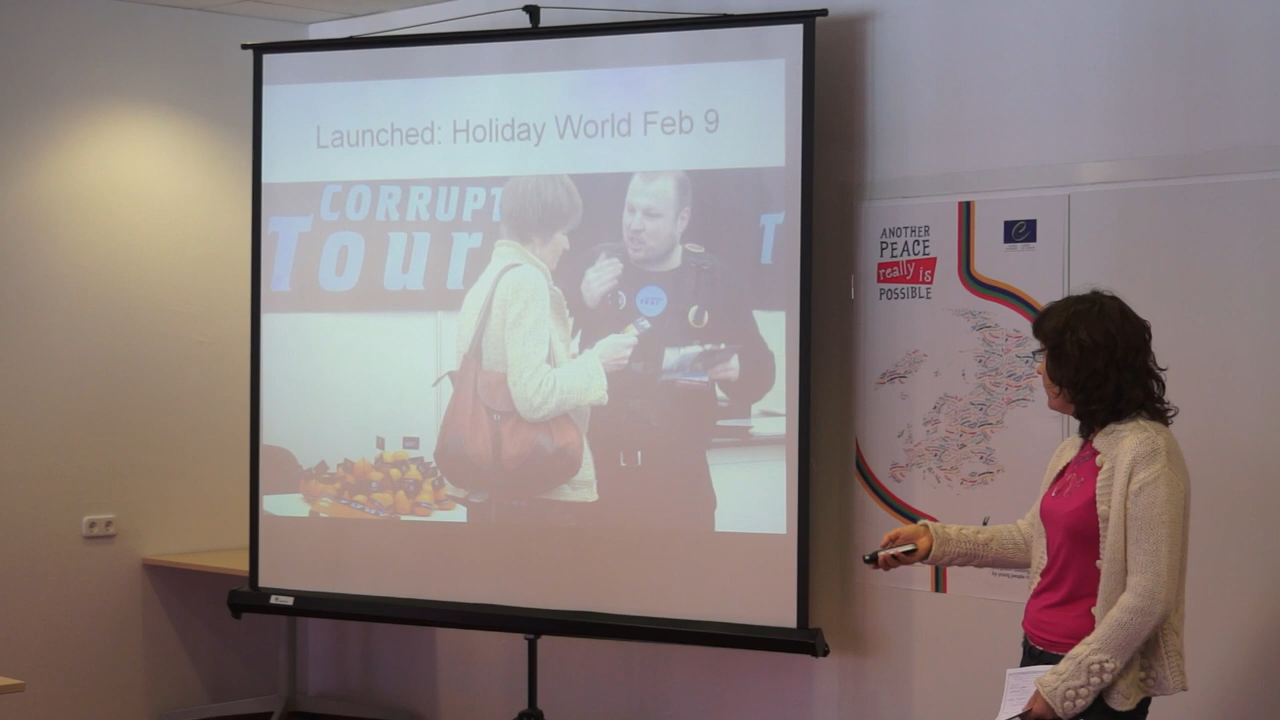 Launched: Holiday World Feb 9
CORRUPT
Tour
T
ANOTHER
PEACE
really is
POSSIBLE